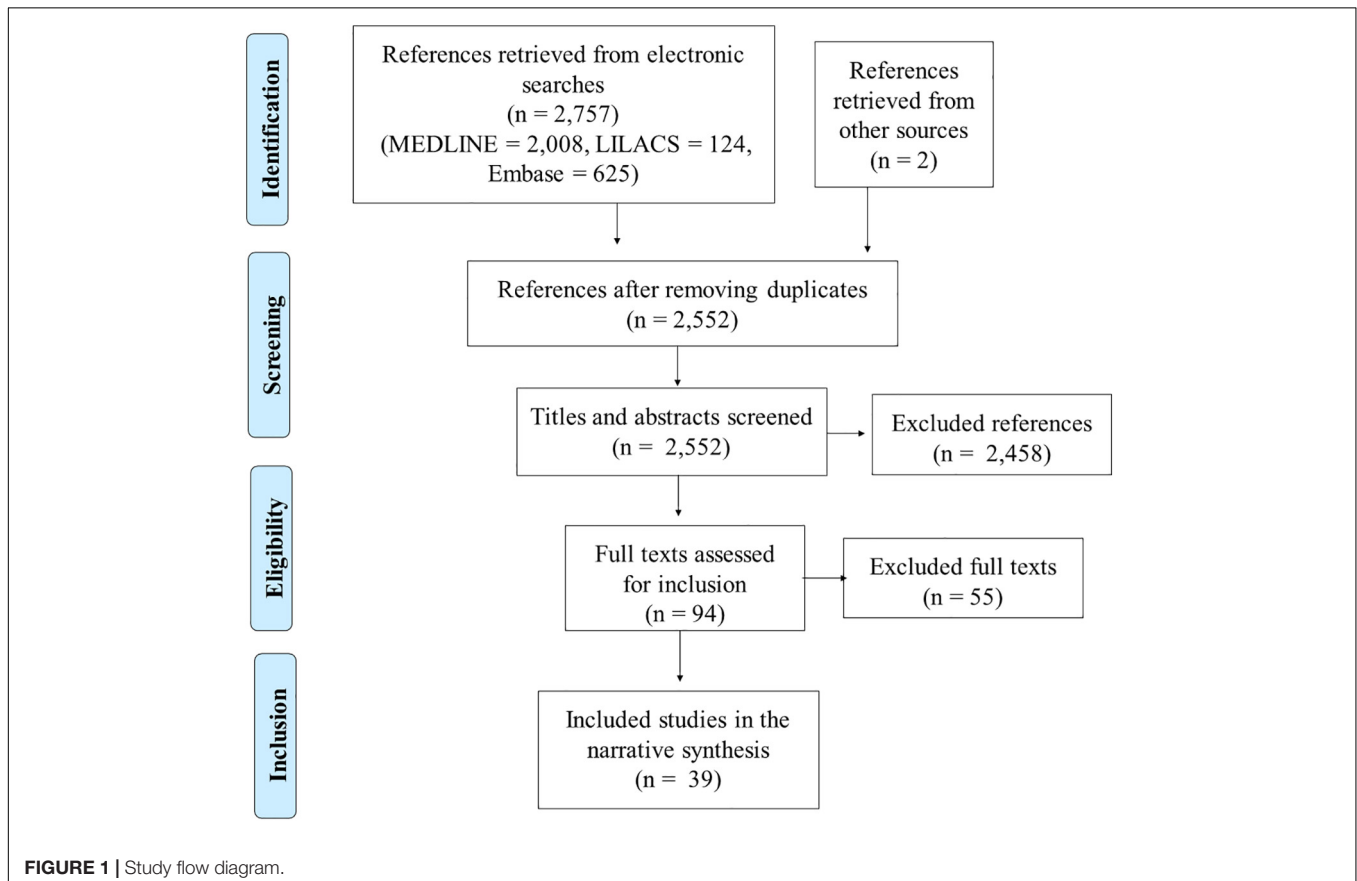 Identification
References retrieved from electronic
searches
(n = 2,757)
(MEDLINE = 2,008, LILACS = 124,
Embase = 625)
References
retrieved from
other sources
(n = 2)
Screening
References after removing duplicates
(n = 2,552)
Titles and abstracts screened
(n = 2,552)
Excluded references
(n = 2,458)
Eligibility
Full texts assessed
for inclusion
(n = 94)
Excluded full texts
(n = 55)
Inclusion
Included studies in the
narrative synthesis
(n = 39)
FIGURE 1 | Study flow diagram.